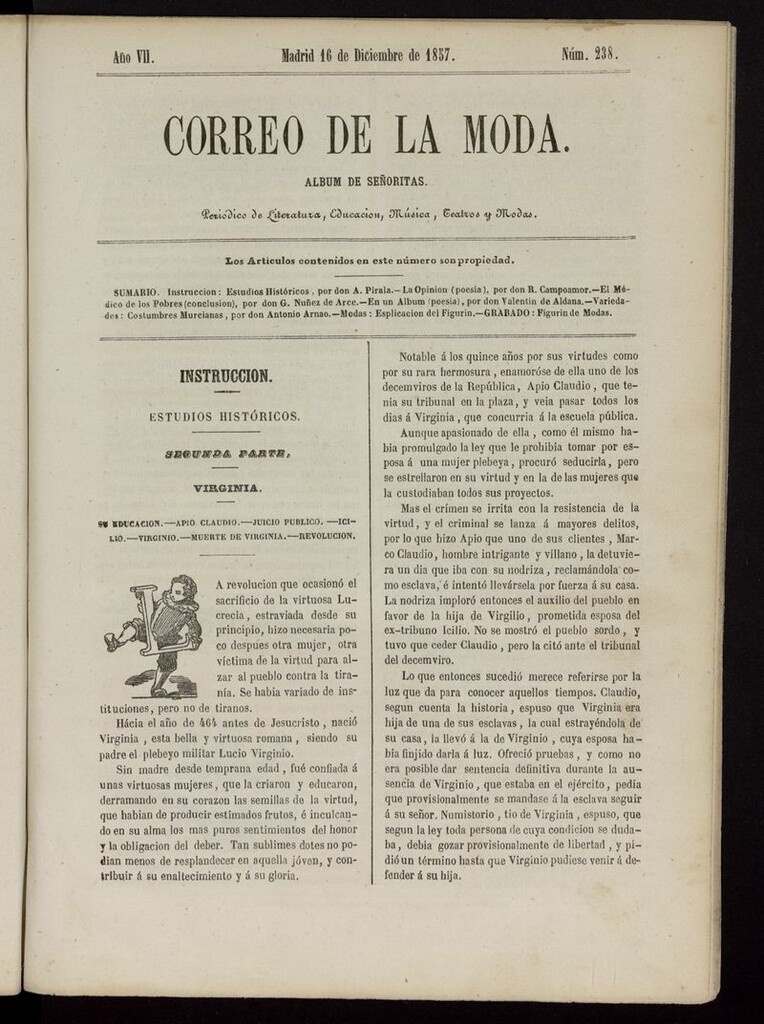 Año VII. Madrid 16 de Diciembre de 1857. Núm. 238.
CORREO DE LA MODA.
ALBUM DE SEÑORITAS.
Periódico de Literatura, Educacion, Música, Teatros y Modas.
Los Articulos contenidos en este número son propiedad.
SUMARIO. Instruccion: Estudios Históricos, por don A. Pirala.—La Opinion (poesía), por don R. Campoamor.—El Mé-
dico de los Pobres (conclusion), por don G. Nuñez de Arce.—En un Album (poesía), por don Valentin de Aldana.—Varieda-
des: Costumbres Murcianas, por don Antonio Arnao.—Modas: Esplicacion del Figurin.—GRABADO: Figurin de Modas.
INSTRUCCION.
ESTUDIOS HISTÓRICOS.
SEGUNDA PARTE.
VIRGINIA.
SU EDUCACION.—APIO CLAUDIO.—JUICIO PUBLICO.—ICI-
LIO.—VIRGINIO.—MUERTE DE VIRGINIA.—REVOLUCION.
LA revolucion que ocasionó el
sacrificio de la virtuosa Lu-
crecia, estraviada desde su
principio, hizo necesaria po-
co despues otra mujer, otra
víctima de la virtud para al-
zar al pueblo contra la tira-
nía. Se habia variado de ins-
tituciones, pero no de tiranos.
Hácia el año de 464 antes de Jesucristo, nació
Virginia, esta bella y virtuosa romana, siendo su
padre el plebeyo militar Lucio Virginio.
Sin madre desde temprana edad, fué confiada á
unas virtuosas mujeres, que la criaron y educaron,
derramando en su corazon las semillas de la virtud,
que habian de producir estimados frutos, é inculcan-
do en su alma los mas puros sentimientos del honor
y la obligacion del deber. Tan sublimes dotes no po-
dian menos de resplandecer en aquella jóven, y con-
tribuir á su enaltecimiento y á su gloria.
Notable á los quince años por sus virtudes como
por su rara hermosura, enamoróse de ella uno de los
decemviros de la República, Apio Claudio, que te-
nia su tribunal en la plaza, y veia pasar todos los
dias á Virginia, que concurria á la escuela pública.
Aunque apasionado de ella, como él mismo ha-
bia promulgado la ley que le prohibia tomar por es-
posa á una mujer plebeya, procuró seducirla, pero
se estrellaron en su virtud y en la de las mujeres que
la custodiaban todos sus proyectos.
Mas el crímen se irrita con la resistencia de la
virtud, y el criminal se lanza á mayores delitos,
por lo que hizo Apio que uno de sus clientes, Mar-
co Claudio, hombre intrigante y villano, la detuvie-
ra un dia que iba con su nodriza, reclamándola co-
mo esclava, é intentó llevársela por fuerza á su casa.
La nodriza imploró entonces el auxilio del pueblo en
favor de la hija de Virgilio, prometida esposa del
ex-tribuno Icilio. No se mostró el pueblo sordo, y
tuvo que ceder Claudio, pero la citó ante el tribunal
del decemviro.
Lo que entonces sucedió merece referirse por la
luz que da para conocer aquellos tiempos. Claudio,
segun cuenta la historia, espuso que Virginia era
hija de una de sus esclavas, la cual estrayéndola de
su casa, la llevó á la de Virginio, cuya esposa ha-
bia finjido darla á luz. Ofreció pruebas, y como no
era posible dar sentencia definitiva durante la au-
sencia de Virginio, que estaba en el ejército, pedia
que provisionalmente se mandase á la esclava seguir
á su señor. Numistorio, tio de Virginia, espuso, que
segun la ley toda persona de cuya condicion se duda-
ba, debia gozar provisionalmente de libertad, y pi-
dió un término hasta que Virginio pudiese venir á de-
fender á su hija.